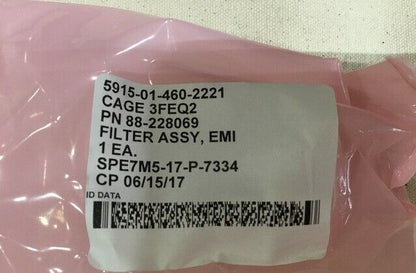 5915-01-460-2221
CAGE 3FEQ2
PN 88-228069
FILTER ASSY, EMI
1 EA.
SPE7M5-17-P-7334
CP 06/15/17
ID DATA